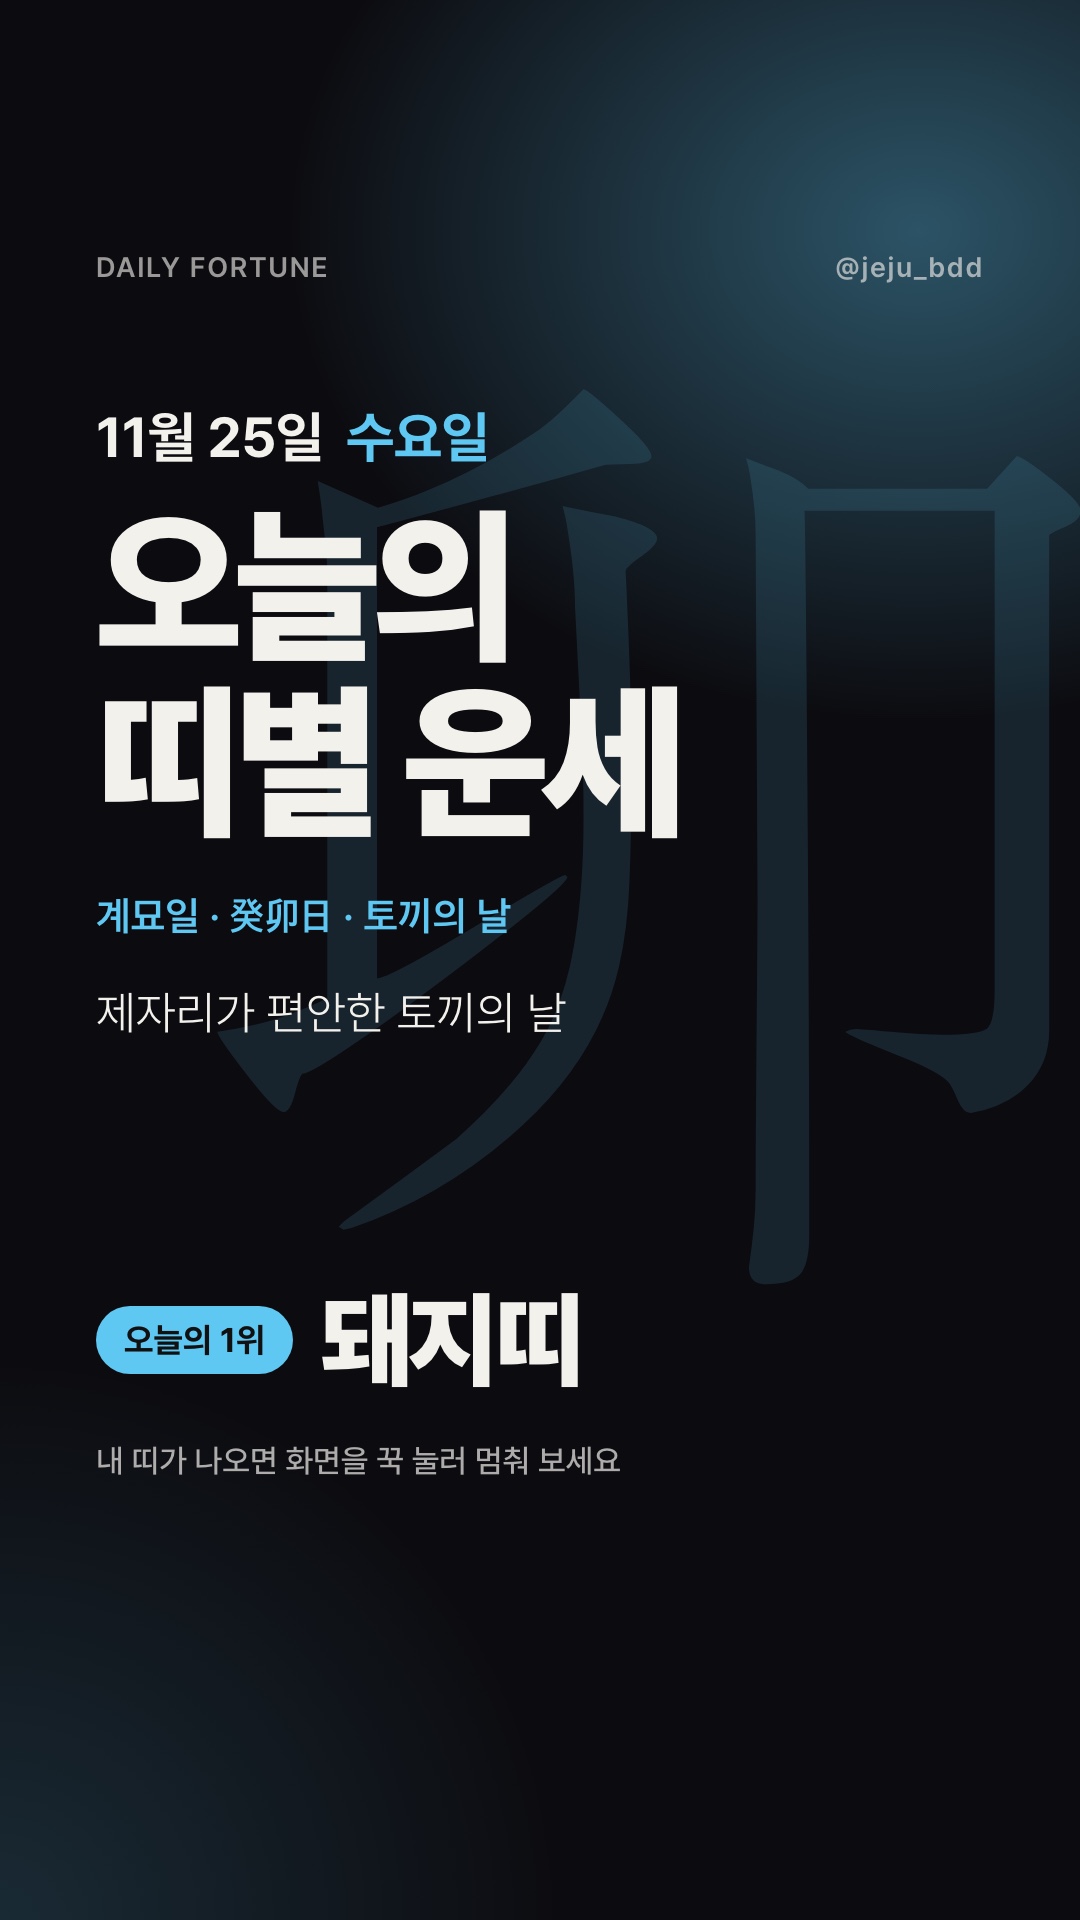 DAILY FORTUNE
@jeju_bdd
11월 25일 수요일
오늘의
띠별 운세
계묘일 · 癸卯日 · 토끼의 날
제자리가 편안한 토끼의 날
卯
오늘의 1위 돼지띠
내 띠가 나오면 화면을 꾹 눌러 멈춰 보세요